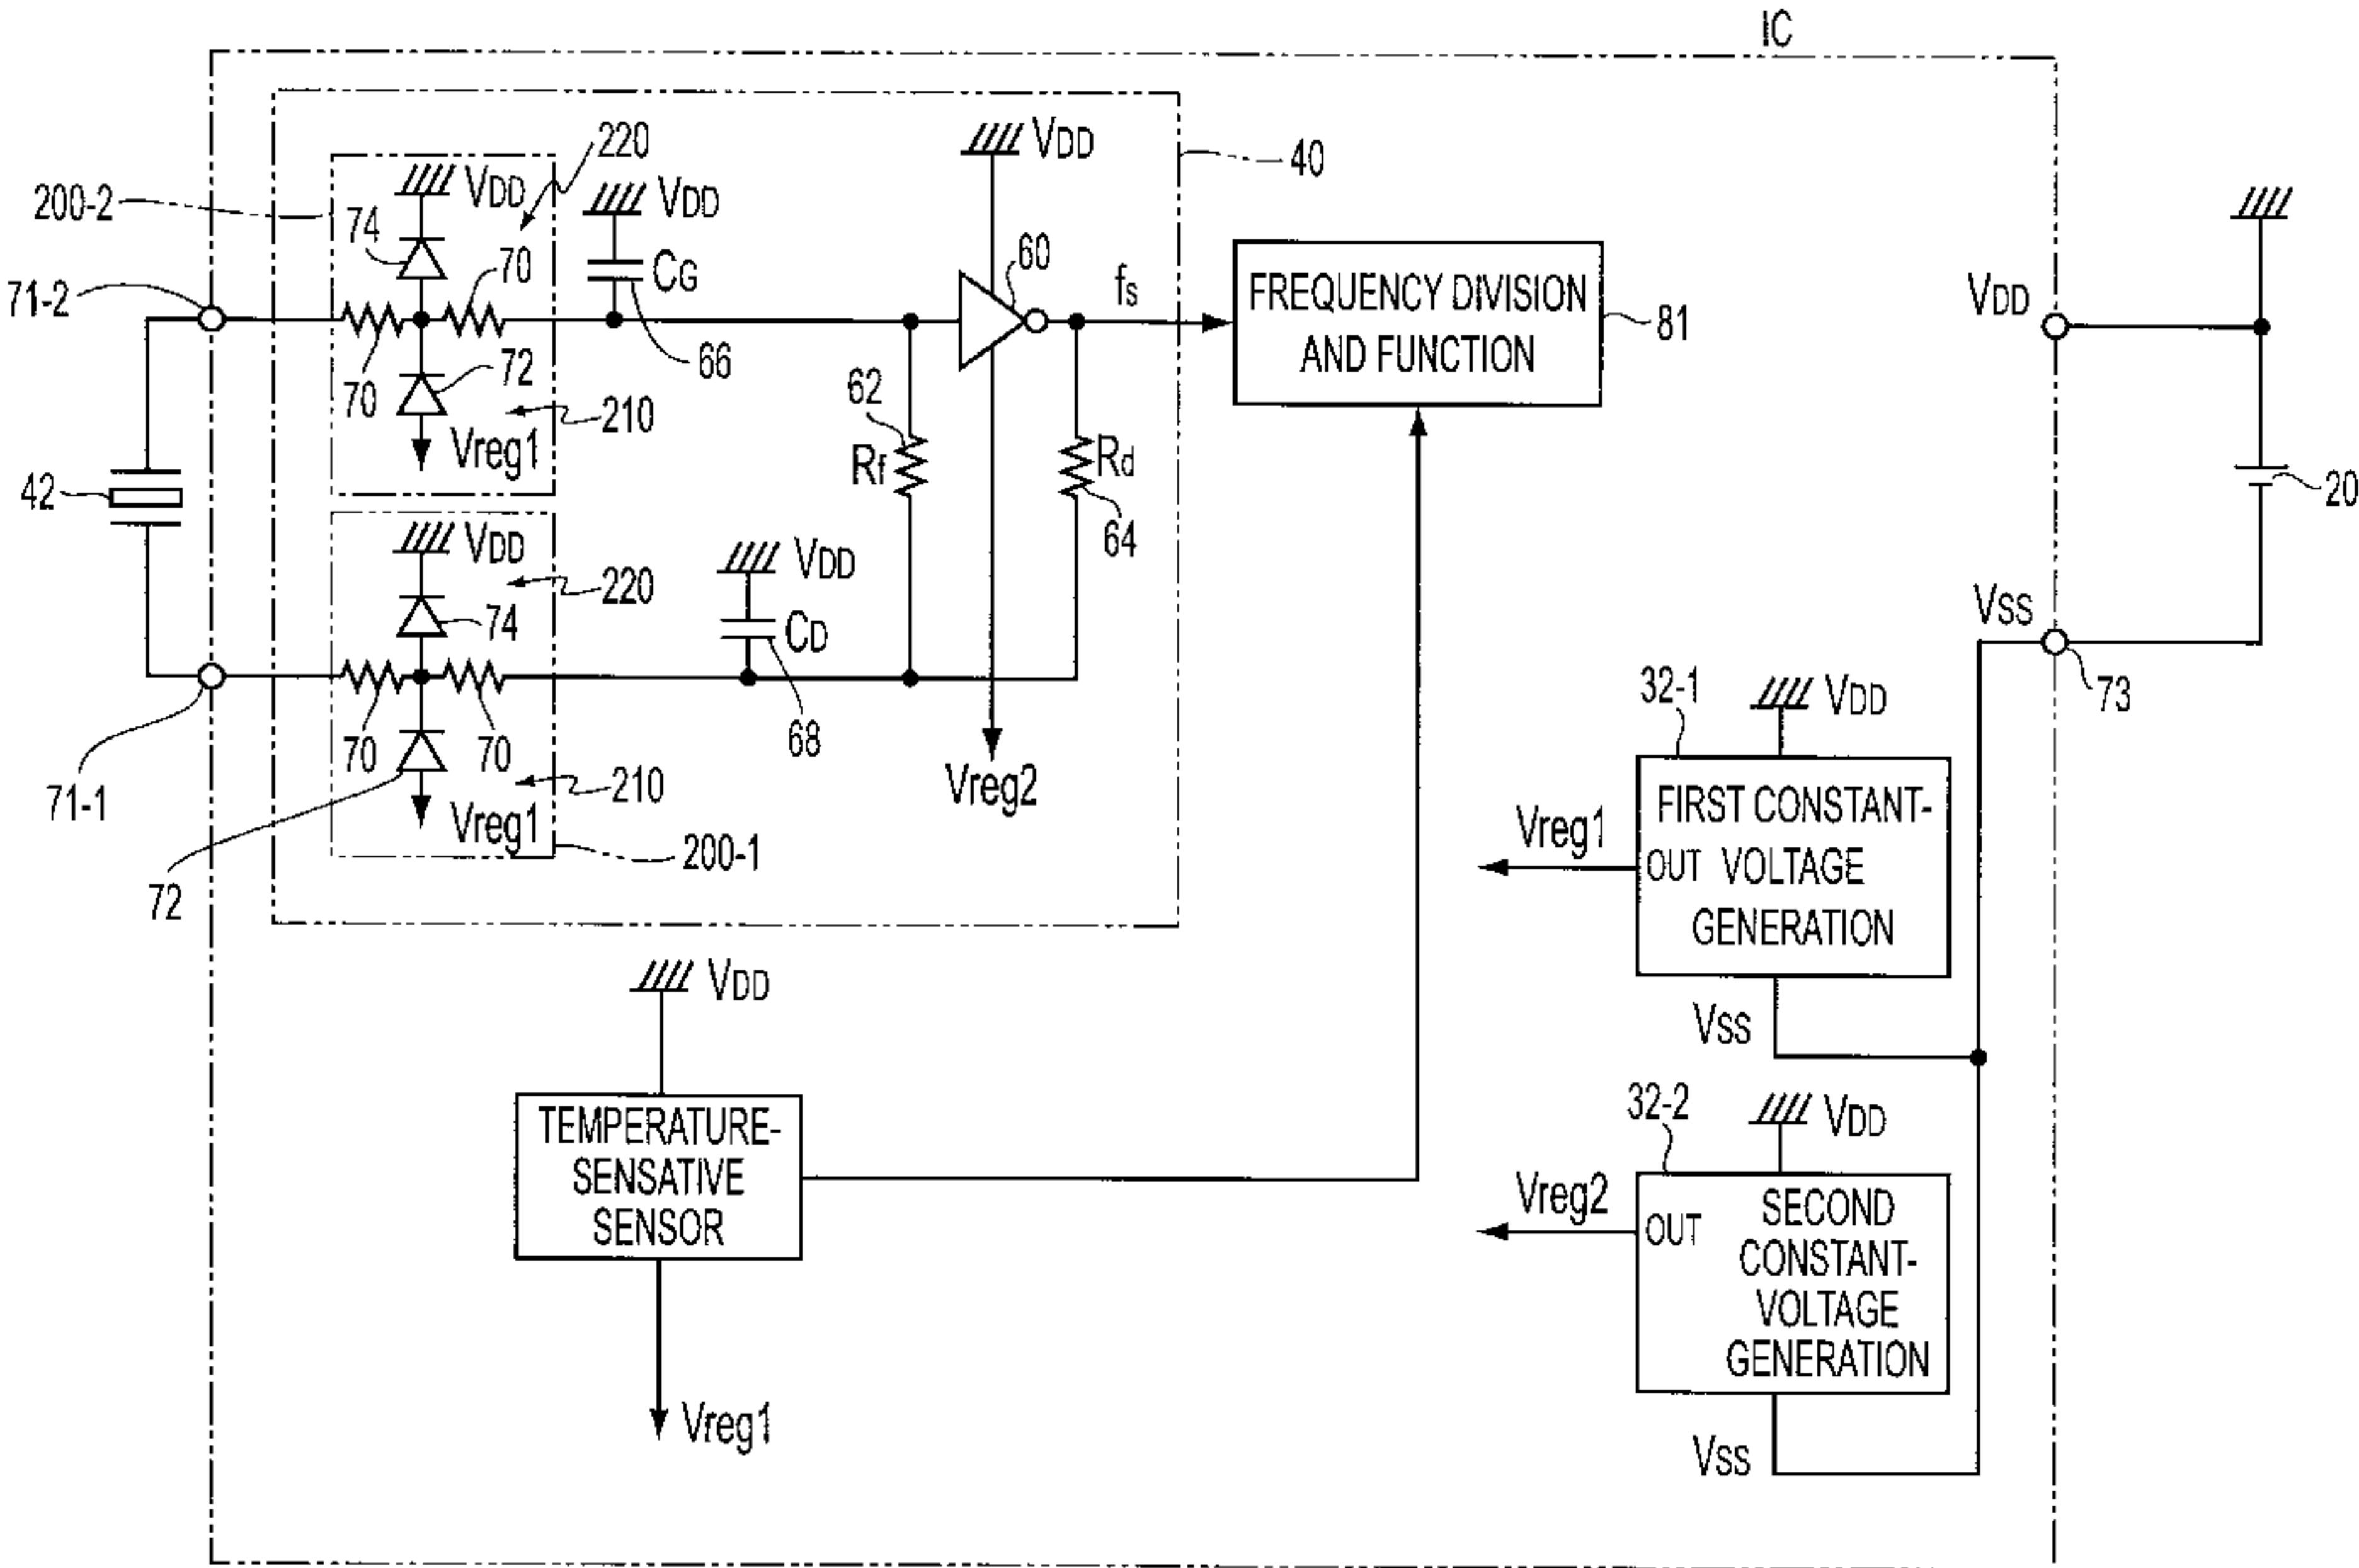 IC
220
VDD
40
200-2
VDD
VDD
74
70
CG
60
fs
FREQUENCY DIVISION
AND FUNCTION
81
71-2
VDD
70
72
66
62
210
Vreg1
Rf
Rd
42
20
64
VDD
VDD
220
74
CD
VSS
32-1
VDD
73
70
70
68
71-1
210
Vreg2
Vreg1
200-1
72
Vreg1
FIRST CONSTANT-
OUT VOLTAGE
GENERATION
VDD
VSS
TEMPERATURE-
SENSATIVE
SENSOR
32-2
VDD
Vreg2
OUT
SECOND
CONSTANT-
VOLTAGE
GENERATION
Vreg1
VSS